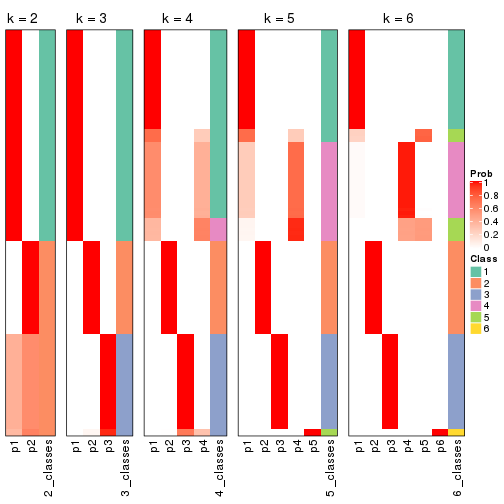 k = 2
k = 3
k = 4
k = 5
k = 6
Prob
1
0.8
0.6
0.4
0.2
0
Class
1
2
3
4
5
6
p1
p2
2_classes
p1
p2
p3
3_classes
p1
p2
p3
p4
4_classes
p1
p2
p3
p4
p5
5_classes
p1
p2
p3
p4
p5
p6
6_classes